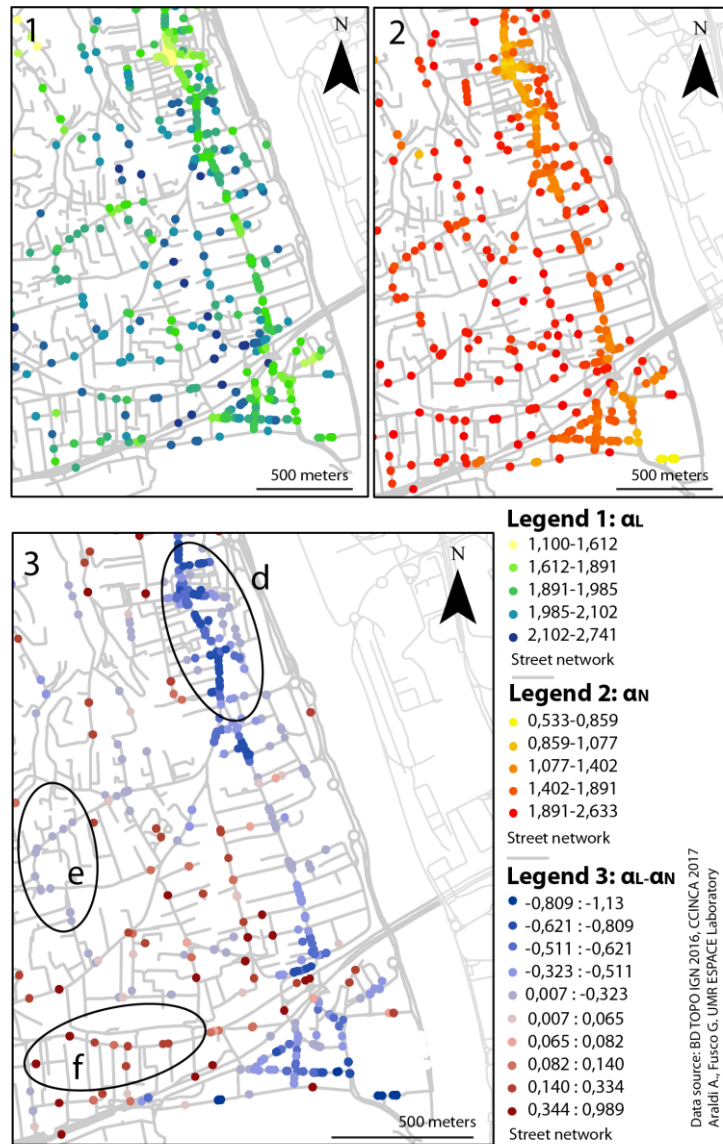 1
N
500 meters
2
N
500 meters
3
N
d
e
f
500 meters
Legend 1: αL
1,100-1,612
1,612-1,891
1,891-1,985
1,985-2,102
2,102-2,741
Street network
Legend 2: αN
0,533-0,859
0,859-1,077
1,077-1,402
1,402-1,891
1,891-2,633
Street network
Legend 3: αL-αN
-0,809 : -1,13
-0,621 : -0,809
-0,511 : -0,621
-0,323 : -0,511
0,007 : -0,323
0,007 : 0,065
0,065 : 0,082
0,082 : 0,140
0,140 : 0,334
0,344 : 0,989
Street network
Data source: BD TOPO IGN 2016, CCINCA 2017
Araldi A., Fusco G. UMR ESPACE Laboratory